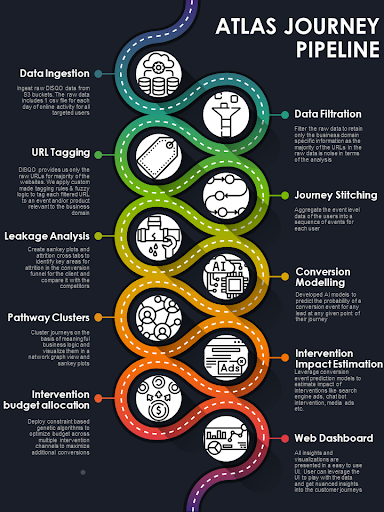 ATLAS JOURNEY
PIPELINE
Data Ingestion
Ingest raw DISQO data from
S3 buckets. The raw data
includes 1 csv file for each
day of online activity for all
targeted users
Data Filtration
Filter the raw data to retain
only the business domain
specific information as the
majority of the URLs in the
raw data is noise in terms
of the analysis
URL Tagging
DISQO provides us only the
raw URLs for majority of the
websites. We apply custom
made tagging rules & fuzzy
logic to tag each filtered URL
to an event and/or product
relevant to the business
domain
Journey Stitching
Aggregate the event level
data of the users into a
sequence of events for
each user
Leakage Analysis
Create sankey plots and
attrition cross tabs to
identify key areas for
attrition in the conversion
funnel for the client and
compare it with the
competitors
AI
Conversion
Modelling
Developed AI models to
predict the probability of a
conversion event for any
lead at any given point of
their journey
Pathway Clusters
Cluster journeys on the
basis of meaningful
business logic and
visualize them in a
network graph view and
sankey plots
Ads
Intervention
Impact Estimation
Leverage conversion
event prediction models to
estimate impact of
interventions like search
engine ads, chat bot
intervention, media ads
etc.
Intervention
budget allocation
Deploy constraint based
genetic algorithms to
optimize budget across
multiple intervention
channels to maximize
additional conversions
$
Web Dashboard
All insights and
visualizations are
presented in a easy to use
UI. User can leverage the
UI to play with the data
and get nuanced insights
into the customer journeys